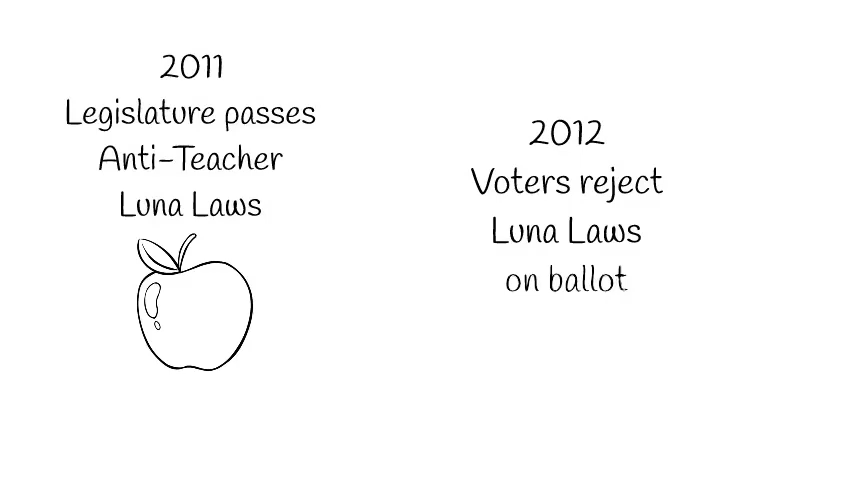 2011
Legislature passes
Anti-Teacher
Luna Laws
2012
Voters reject
Luna Laws
on ballot